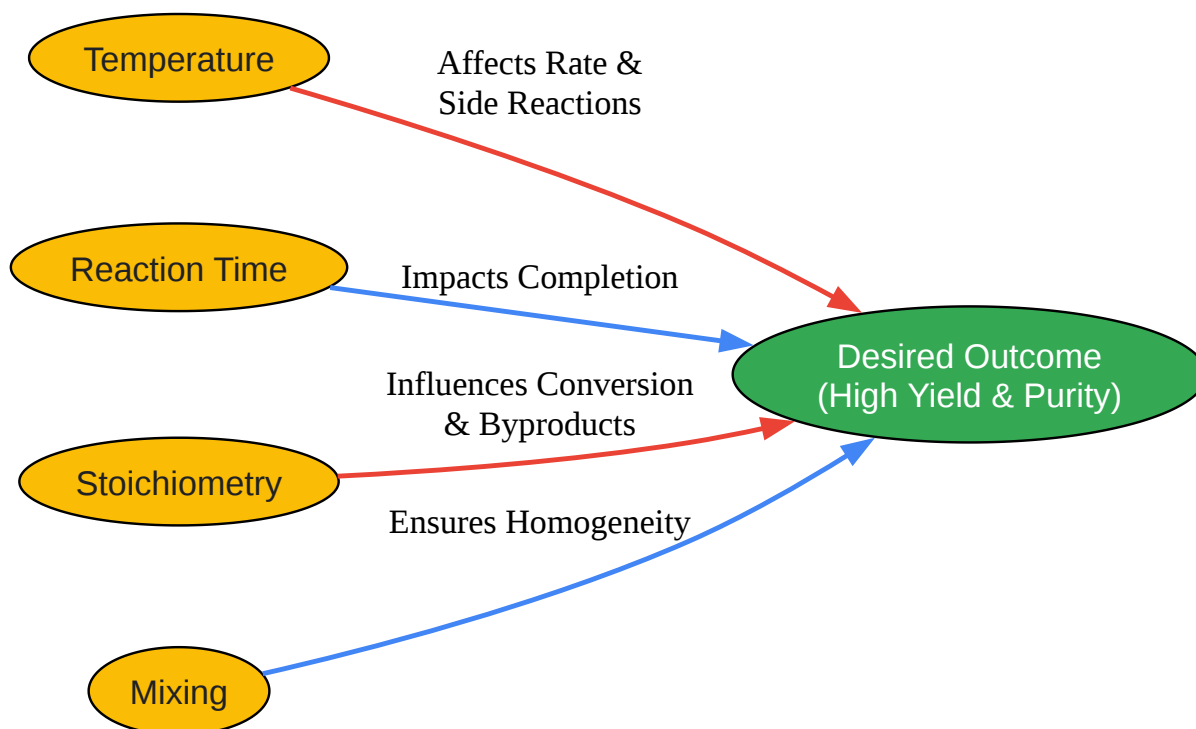 Temperature
Affects Rate &
Side Reactions
Reaction Time
Impacts Completion
Desired Outcome
(High Yield & Purity)
Influences Conversion
& Byproducts
Stoichiometry
Ensures Homogeneity
Mixing